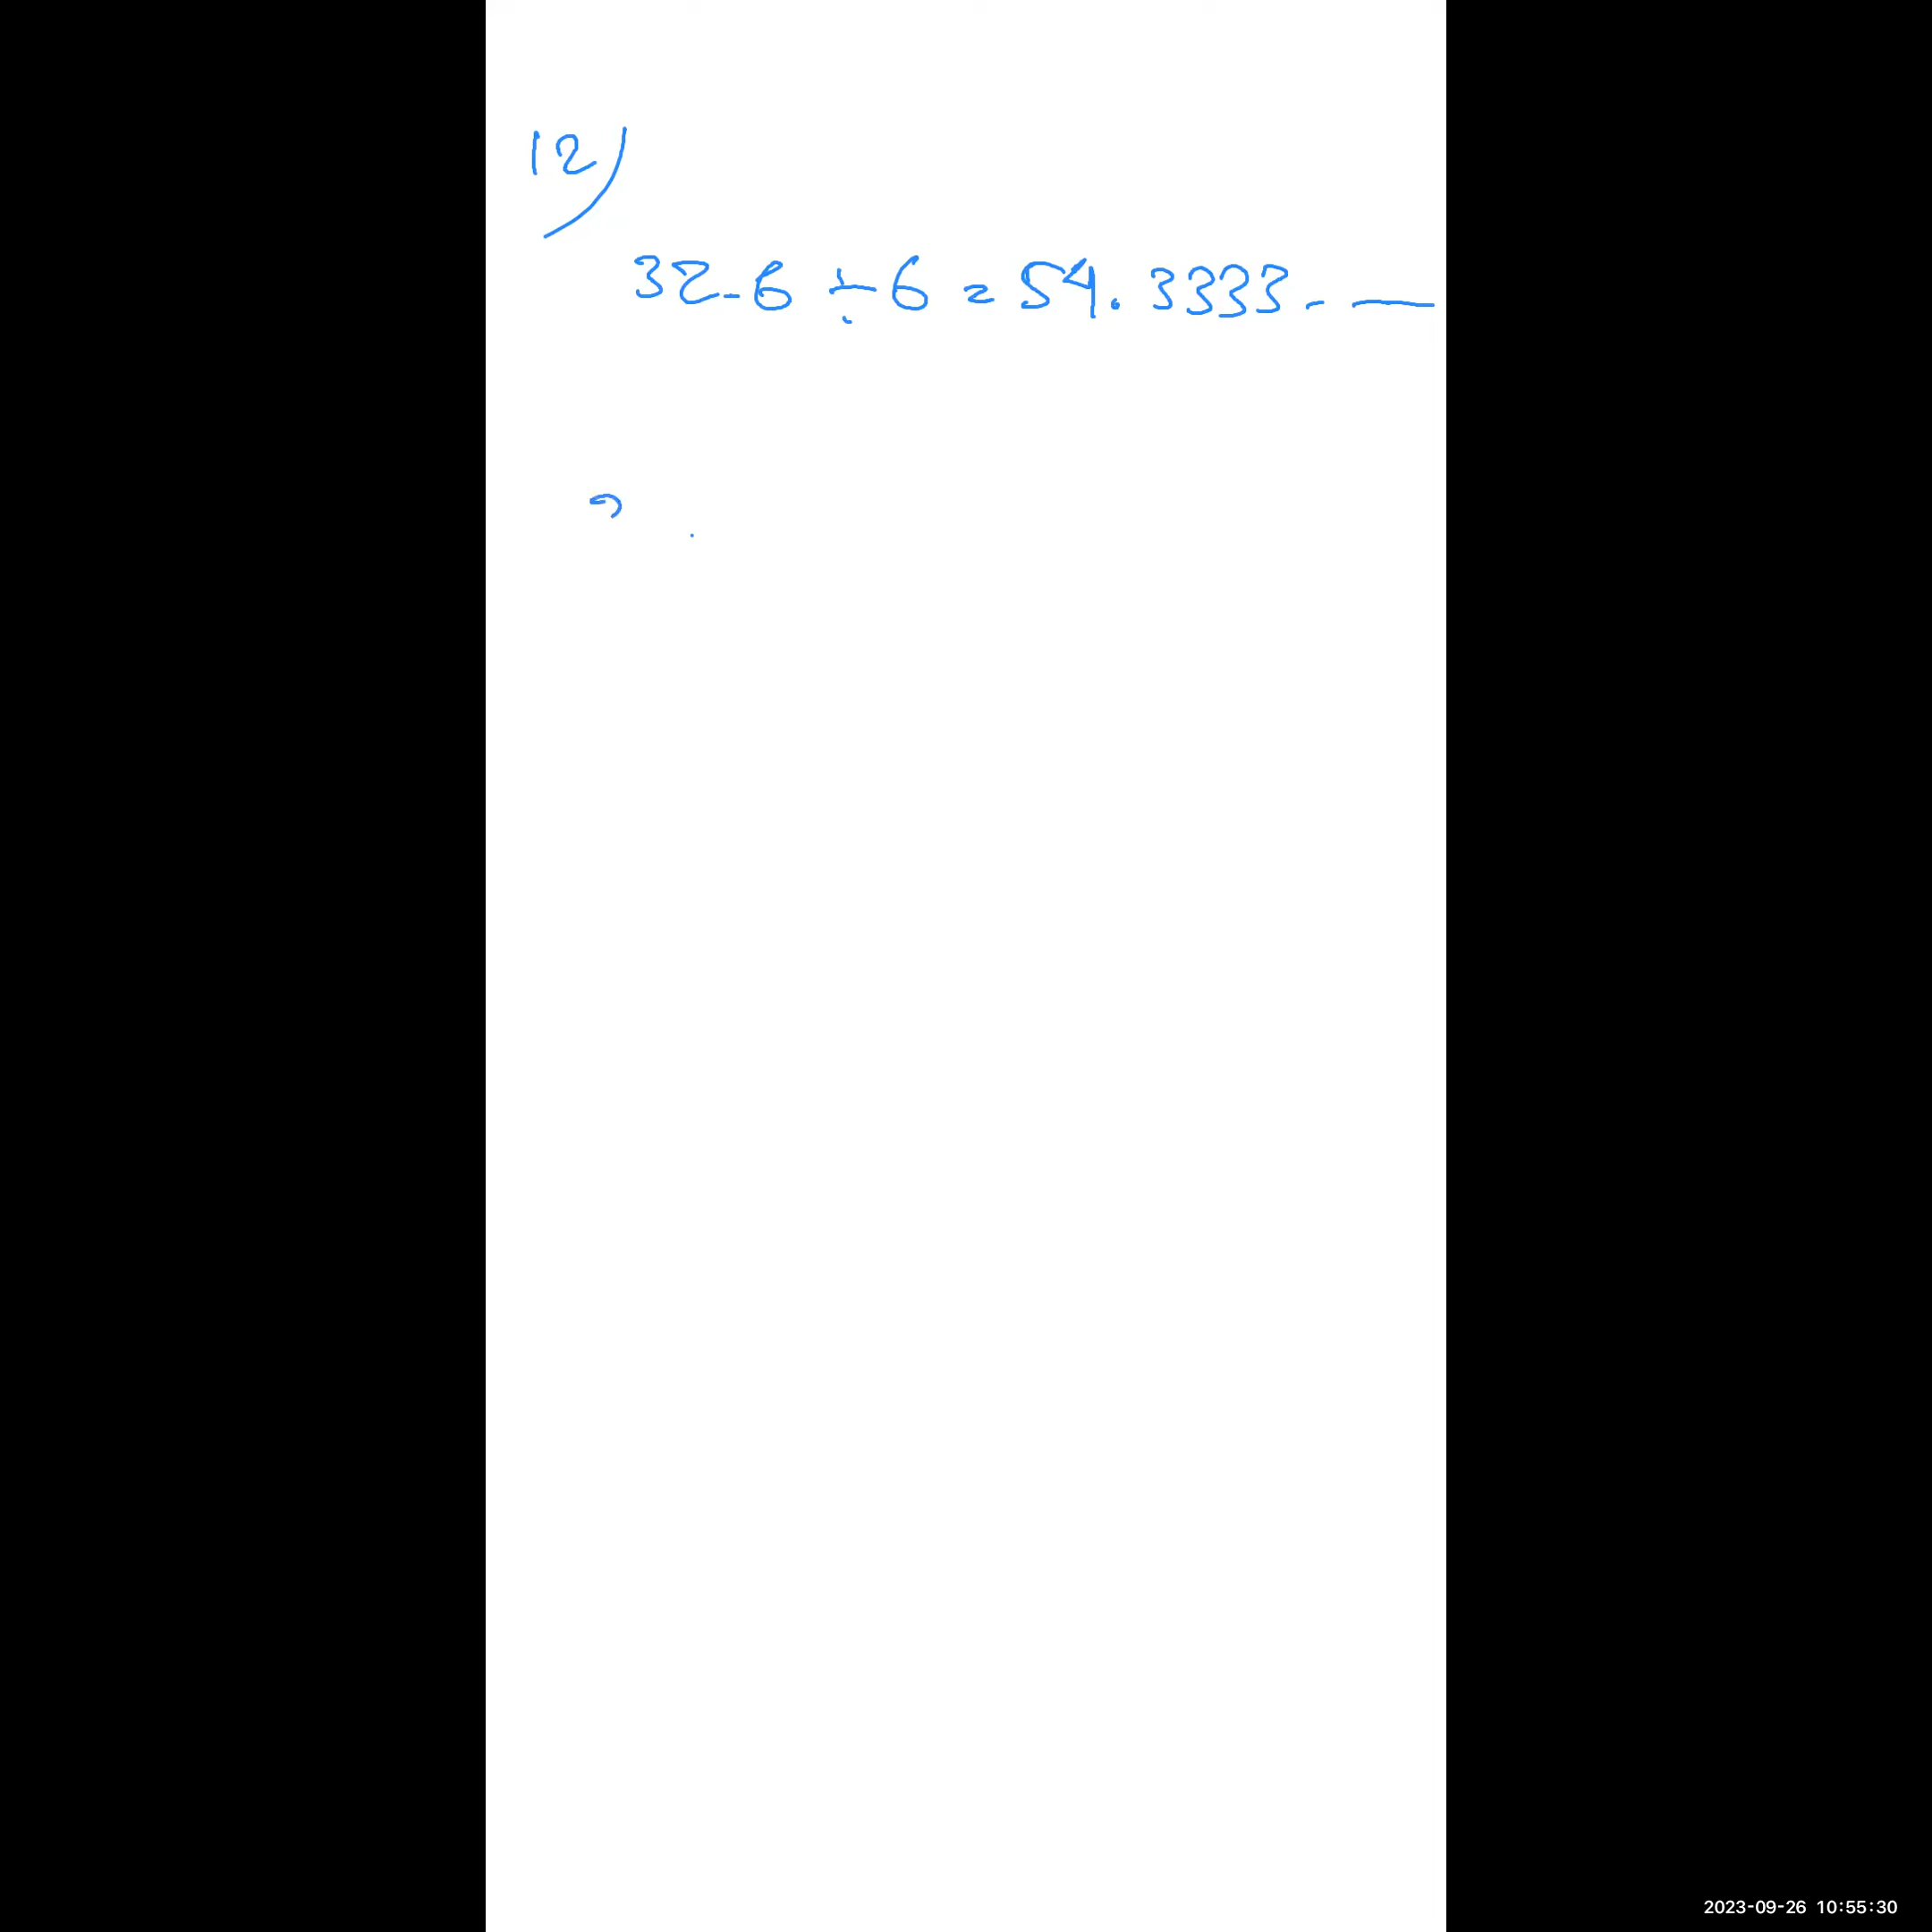 12)
32.6 ÷ 6 = 54.3333. —
2023-09-26 10:55:30